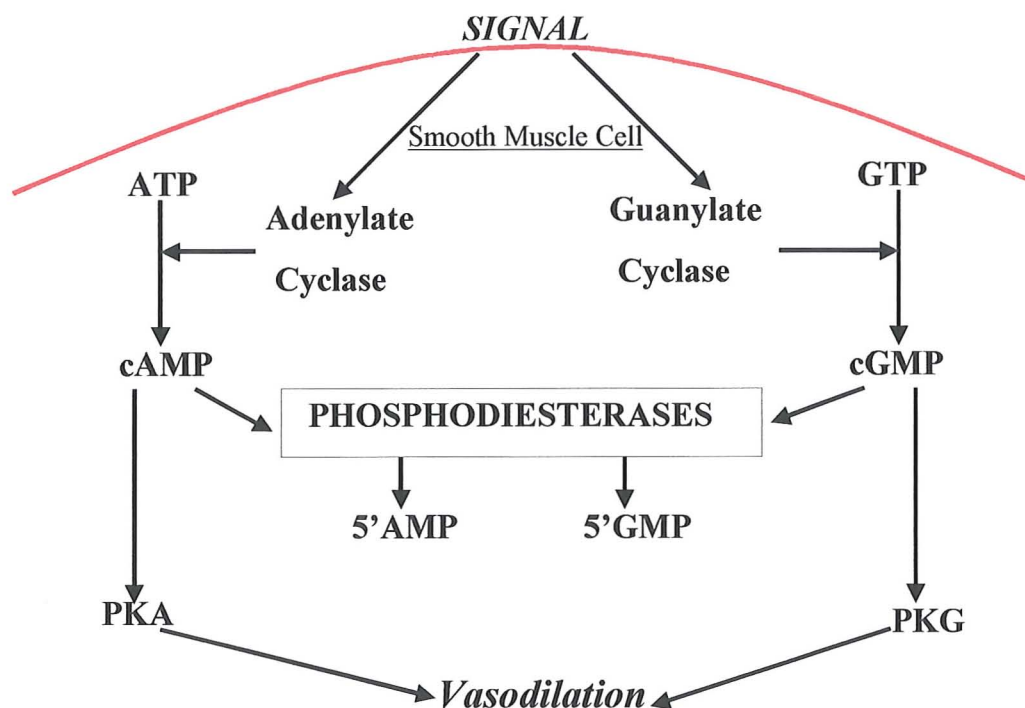 SIGNAL
Smooth Muscle Cell
ATP
GTP
Adenylate
Cyclase
Guanylate
Cyclase
cAMP
cGMP
PHOSPHODIESTERASES
5’AMP
5’GMP
PKA
PKG
Vasodilation